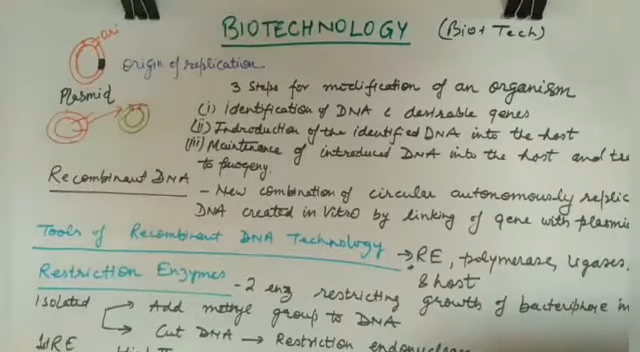 BIOTECHNOLOGY (Bio+Tech)
ori
origin of replication
Plasmid
3 Steps for modification of an organism
(i) Identification of DNA c desirable genes
(ii) Introduction of the identified DNA into the host
(iii) Maintenance of introduced DNA into the host and
to progeny.
Recombinant DNA
- New combination of circular autonomously replic
DNA created in Vitro by linking of gene with plasmi
Tools of Recombinant DNA Technology → RE, polymerase, Ligases,
& host
Restriction Enzymes - 2 enz restricting growth of bacteriophage in
Isolated Add methyl group to DNA
Cut DNA → Restriction endonuclease
RE